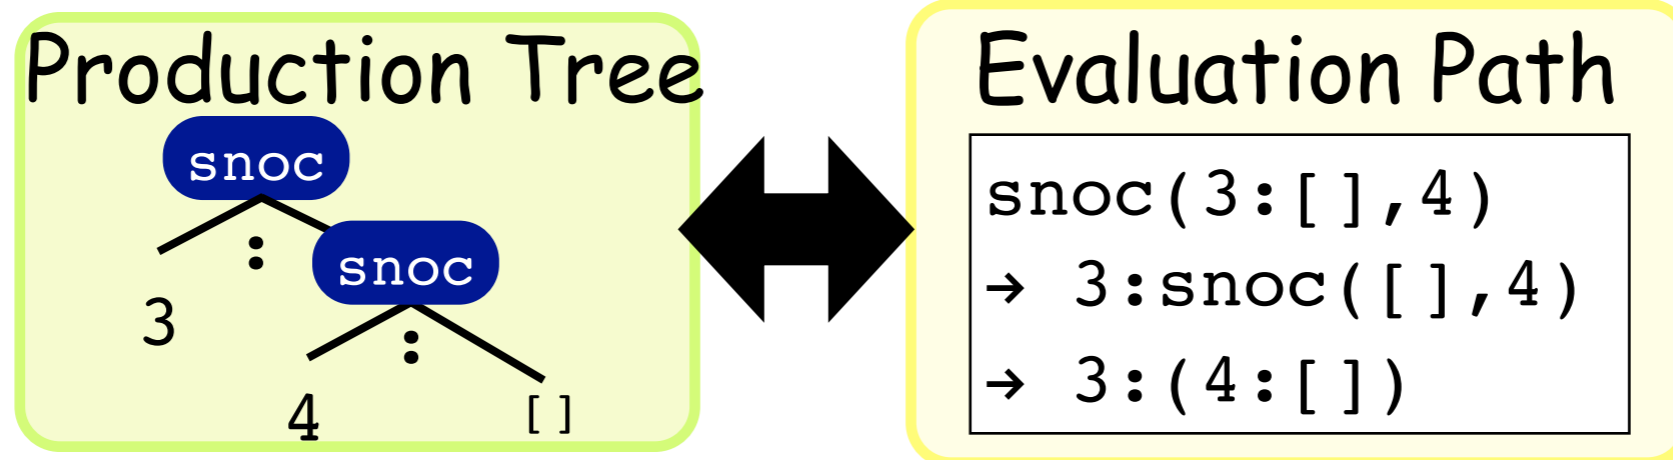 Production Tree
snoc
:
snoc
3
:
4
[]
Evaluation Path
snoc(3:[],4)
→ 3:snoc([],4)
→ 3:(4:[])